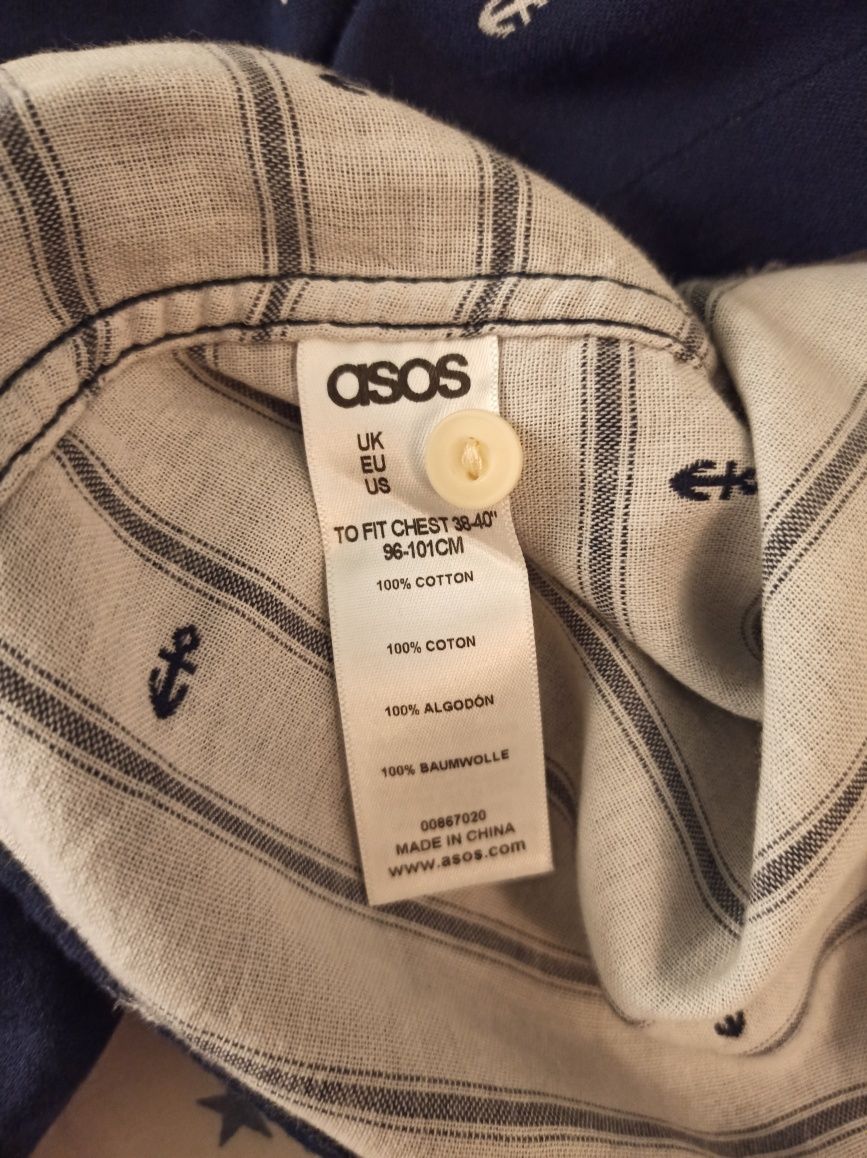 asos
UK
EU
US
TO FIT CHEST 38-40"
96-101CM
100% COTTON
100% COTON
100% ALGODÓN
100% BAUMWOLLE
00867020
MADE IN CHINA
www.asos.com